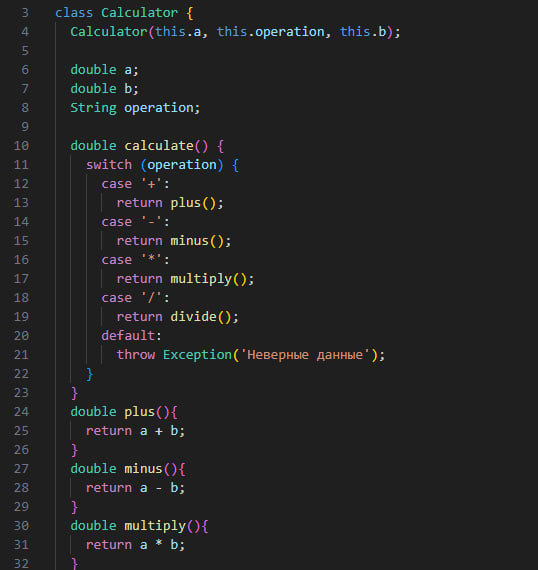 3 class Calculator {
4 Calculator(this.a, this.operation, this.b);
5
6 double a;
7 double b;
8 String operation;
9
10 double calculate() {
11 switch (operation) {
12 case '+':
13 return plus();
14 case '-':
15 return minus();
16 case '*':
17 return multiply();
18 case '/':
19 return divide();
20 default:
21 throw Exception('Неверные данные');
22 }
23 }
24 double plus(){
25 return a + b;
26 }
27 double minus(){
28 return a - b;
29 }
30 double multiply(){
31 return a * b;
32 }